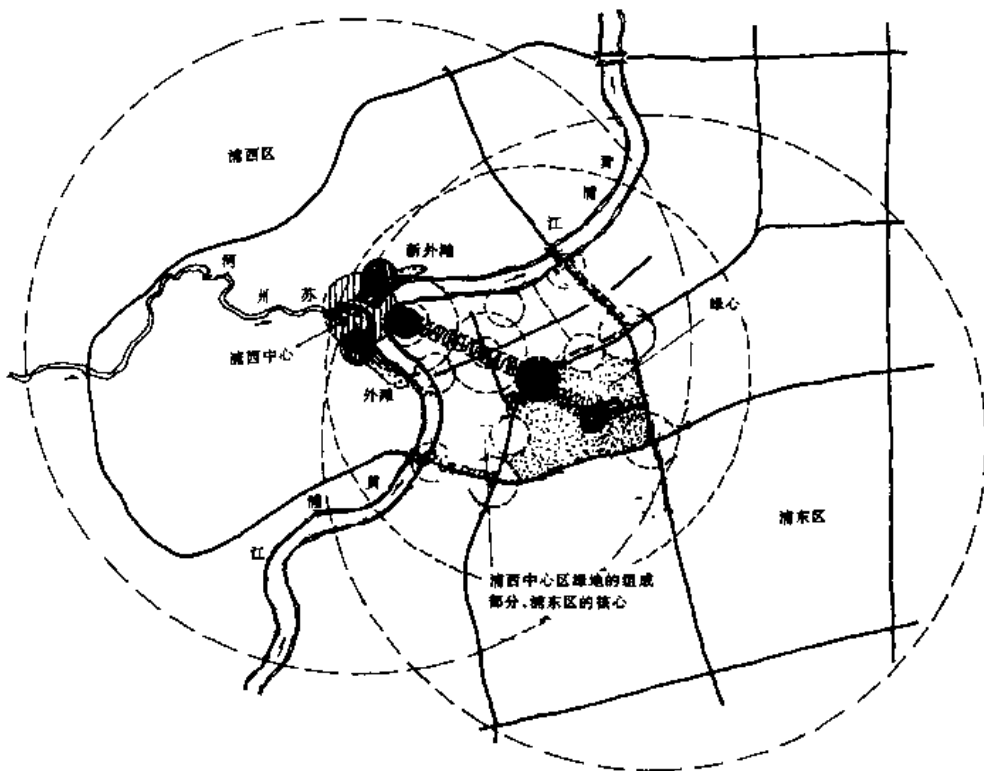 浦西区
黄
浦
江
新外滩
河
州
苏
绿心
浦西中心
外滩
黄
浦
江
浦东区
浦西中心区绿地的组成
部分、浦东区的核心